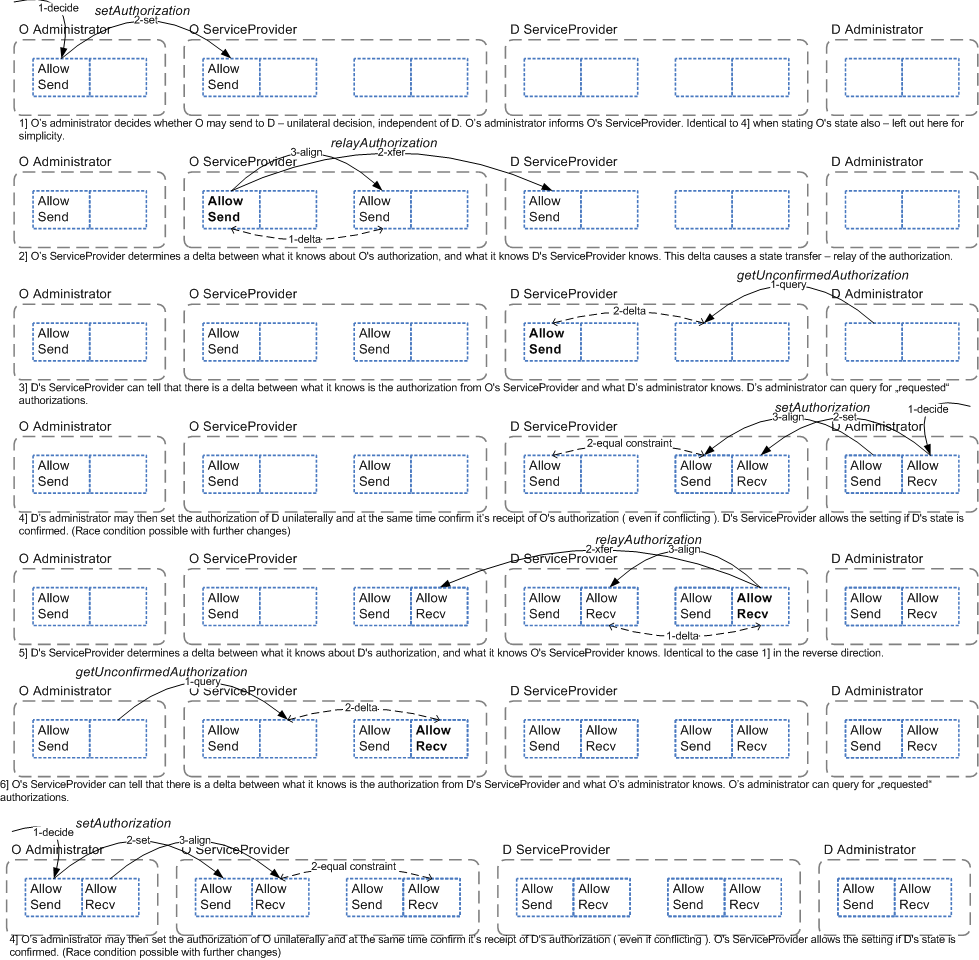 1-decide
setAuthorization
2-set
O Administrator
O ServiceProvider
D ServiceProvider
D Administrator
Allow
Send
Allow
Send
1] O's administrator decides whether O may send to D – unilateral decision, independent of D. O's administrator informs O's ServiceProvider. Identical to 4] when stating O's state also – left out here for
simplicity.
relayAuthorization
3-align
2-xfer
O Administrator
O ServiceProvider
D ServiceProvider
D Administrator
Allow
Send
Allow
Send
Allow
Send
Allow
Send
1-delta
2] O's ServiceProvider determines a delta between what it knows about O's authorization, and what it knows D's ServiceProvider knows. This delta causes a state transfer – relay of the authorization.
getUnconfirmedAuthorization
1-query
O Administrator
O ServiceProvider
D ServiceProvider
D Administrator
2-delta
Allow
Send
Allow
Send
Allow
Send
Allow
Send
3] D's ServiceProvider can tell that there is a delta between what it knows is the authorization from O's ServiceProvider and what D's administrator knows. D's administrator can query for „requested“
authorizations.
setAuthorization
1-decide
3-align
2-set
O Administrator
O ServiceProvider
D ServiceProvider
D Administrator
2-equal constraint
Allow
Send
Allow
Send
Allow
Send
Allow
Send
Allow
Send
Allow
Recv
Allow
Send
Allow
Recv
4] D's administrator may then set the authorization of D unilaterally and at the same time confirm it's receipt of O's authorization ( even if conflicting ). D's ServiceProvider allows the setting if D's state is
confirmed. (Race condition possible with further changes)
relayAuthorization
2-xfer
3-align
O Administrator
O ServiceProvider
D ServiceProvider
D Administrator
Allow
Send
Allow
Send
Allow
Send
Allow
Recv
Allow
Send
Allow
Recv
Allow
Send
Allow
Recv
Allow
Send
Allow
Recv
1-delta
5] D's ServiceProvider determines a delta between what it knows about D's authorization, and what it knows O's ServiceProvider knows. Identical to the case 1] in the reverse direction.
getUnconfirmedAuthorization
1-query
O Administrator
O ServiceProvider
D ServiceProvider
D Administrator
2-delta
Allow
Send
Allow
Send
Allow
Send
Allow
Recv
Allow
Send
Allow
Recv
Allow
Send
Allow
Recv
Allow
Send
Allow
Recv
6] O's ServiceProvider can tell that there is a delta between what it knows is the authorization from D's ServiceProvider and what O's administrator knows. O's administrator can query for „requested“
authorizations.
setAuthorization
1-decide
2-set
3-align
O Administrator
O ServiceProvider
D ServiceProvider
D Administrator
2-equal constraint
Allow
Send
Allow
Recv
Allow
Send
Allow
Recv
Allow
Send
Allow
Recv
Allow
Send
Allow
Recv
Allow
Send
Allow
Recv
Allow
Send
Allow
Recv
4] O's administrator may then set the authorization of O unilaterally and at the same time confirm it's receipt of D's authorization ( even if conflicting ). O's ServiceProvider allows the setting if D's state is
confirmed. (Race condition possible with further changes)